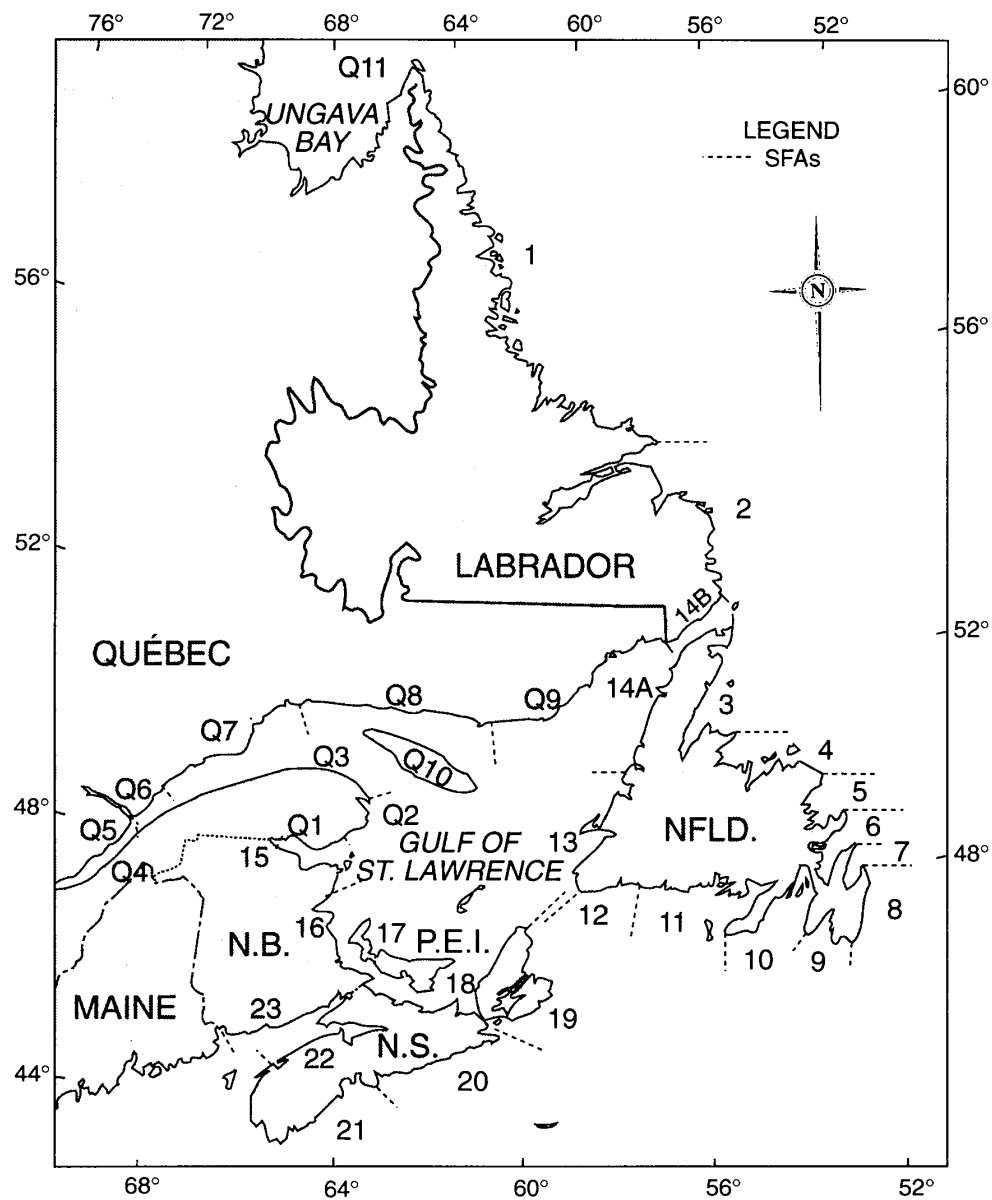 76° 72° 68° 64° 60° 56° 52°
Q11
60°
UNGAVA
BAY
LEGEND
SFAs
1
N
56°
56°
2
52°
LABRADOR
14B
52°
QUÉBEC
14A
Q8
Q9
3
Q7
Q3
4
Q10
Q6
5
48°
Q2
Q5
Q1
6
GULF OF
NFLD.
13
15
7
48°
ST. LAWRENCE
Q4
12
11
8
16
17
P.E.I.
N.B.
10
9
18
MAINE
23
19
N.S.
22
44°
20
21
68° 64° 60° 56° 52°